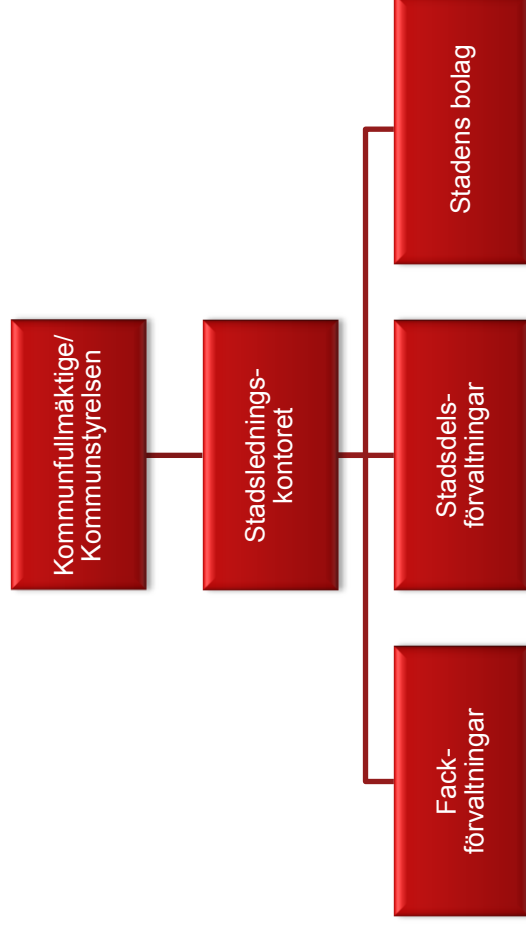 Kommunfullmäktige/
Kommunstyrelsen
Stadslednings-
kontoret
Fack-
förvaltningar
Stadsdels-
förvaltningar
Stadens bolag